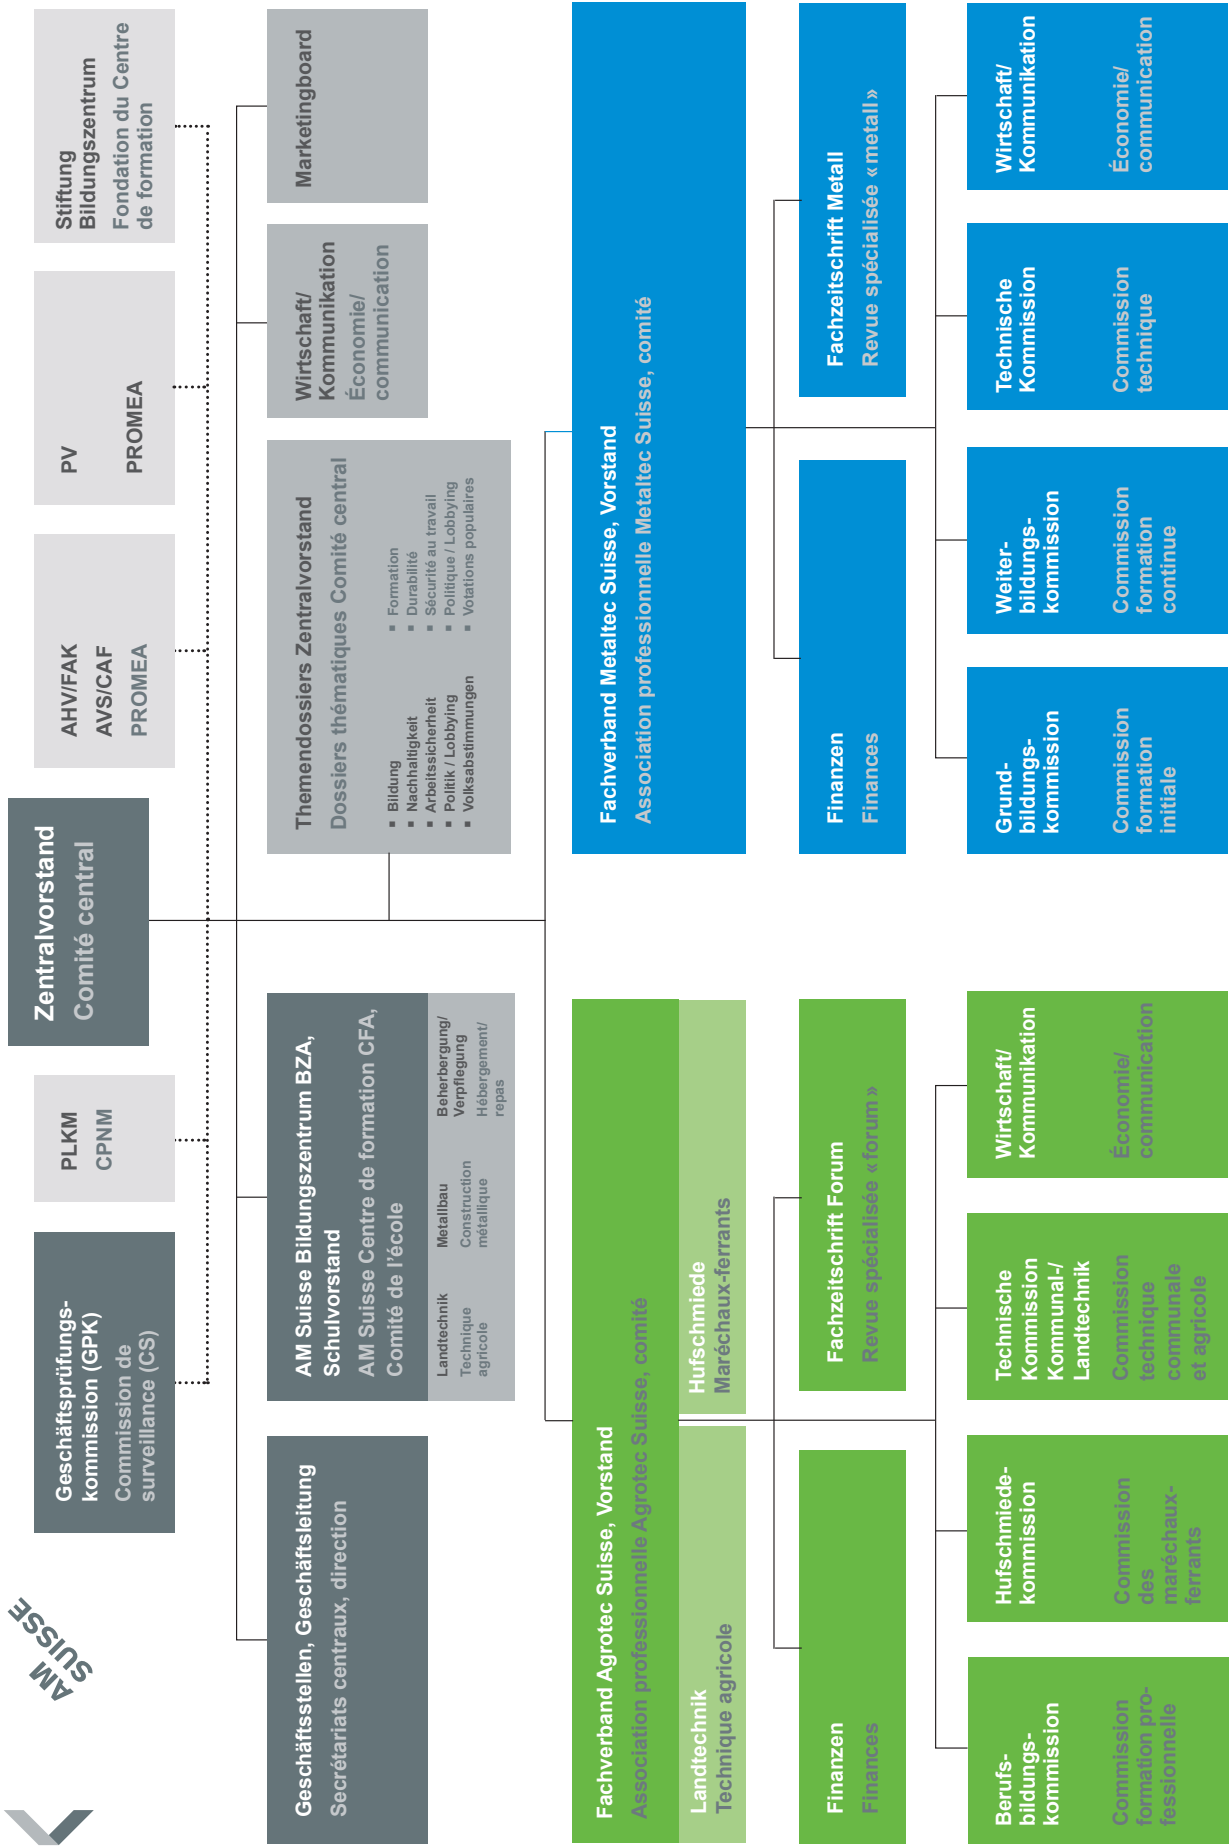 AM
SUISSE
Zentralvorstand
Comité central
Geschäftsprüfungs-
kommission (GPK)
Commission de
surveillance (CS)
PLKM
CPNM
AHV/FAK
AVS/CAF
PROMEA
PV
PROMEA
Stiftung
Bildungszentrum
Fondation du Centre
de formation
Geschäftsstellen, Geschäftsleitung
Secrétariats centraux, direction
AM Suisse Bildungszentrum BZA,
Schulvorstand
AM Suisse Centre de formation CFA,
Comité de l'école
Landtechnik
Technique
agricole
Metallbau
Construction
métallique
Beherbergung/
Verpflegung
Hébergement/
repas
Themendossiers Zentralvorstand
Dossiers thématiques Comité central
▪ Bildung
▪ Nachhaltigkeit
▪ Arbeitssicherheit
▪ Politik / Lobbying
▪ Volksabstimmungen
▪ Formation
▪ Durabilité
▪ Sécurité au travail
▪ Politique / Lobbying
▪ Votations populaires
Wirtschaft/
Kommunikation
Économie/
communication
Marketingboard
Fachverband Agrotec Suisse, Vorstand
Association professionnelle Agrotec Suisse, comité
Landtechnik
Technique agricole
Hufschmiede
Maréchaux-ferrants
Fachverband Metaltec Suisse, Vorstand
Association professionnelle Metaltec Suisse, comité
Finanzen
Finances
Fachzeitschrift Forum
Revue spécialisée «forum»
Finanzen
Finances
Fachzeitschrift Metall
Revue spécialisée «metall»
Berufs-
bildungs-
kommission
Commission
formation pro-
fessionnelle
Hufschmiede-
kommission
Commission
des
maréchaux-
ferrants
Technische
Kommission
Kommunal-/
Landtechnik
Commission
technique
communale
et agricole
Wirtschaft/
Kommunikation
Économie/
communication
Grund-
bildungs-
kommission
Commission
formation
initiale
Weiter-
bildungs-
kommission
Commission
formation
continue
Technische
Kommission
Commission
technique
Wirtschaft/
Kommunikation
Économie/
communication